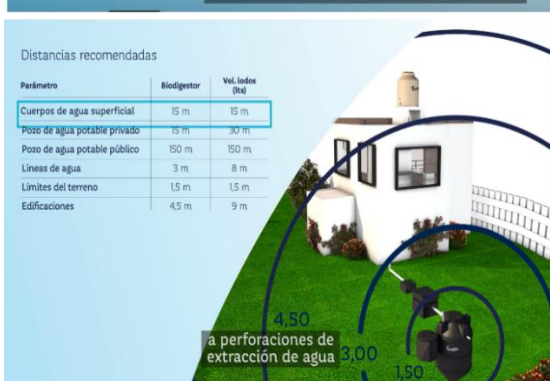 Distancias recomendadas
Parámetro Biodigestor Vol. lodos
(lts)
Cuerpos de agua superficial 15 m 15 m
Pozo de agua potable privado 15 m 30 m
Pozo de agua potable público 150 m 150 m
Líneas de agua 3 m 8 m
Límites del terreno 1,5 m 1,5 m
Edificaciones 4,5 m 9 m
4,50
a perforaciones de
extracción de agua
3,00
1,50